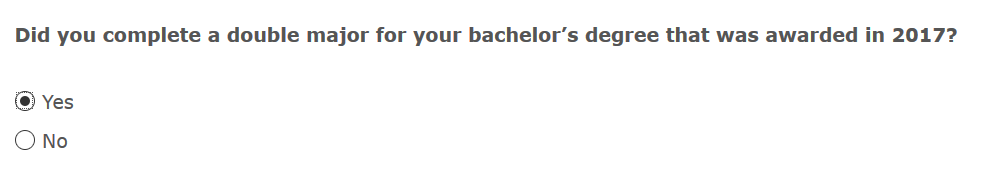 Did you complete a double major for your bachelor’s degree that was awarded in 2017?
Yes
No